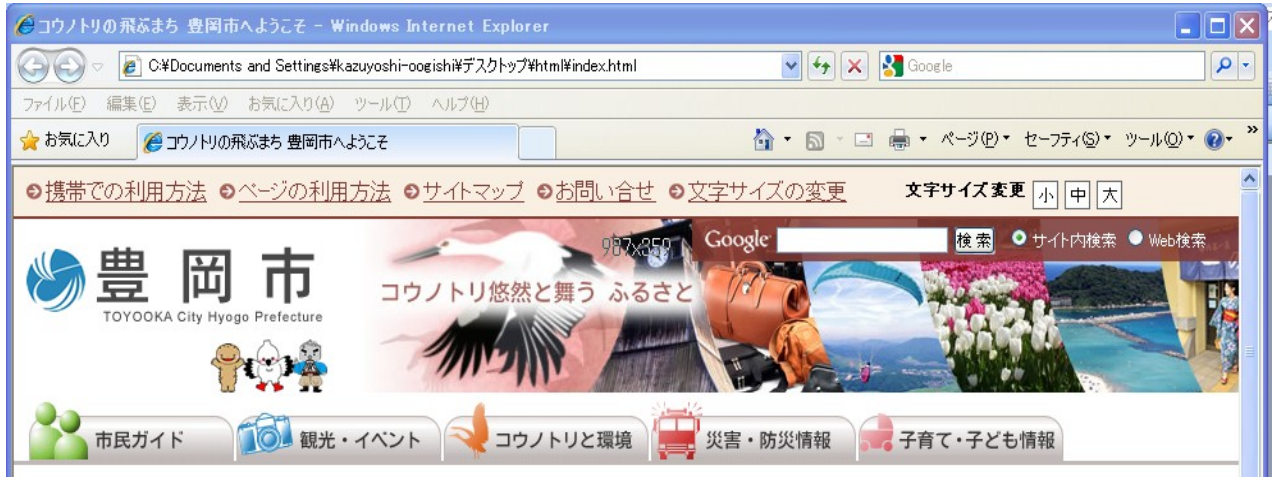 コウノトリの飛ぶまち 豊岡市へようこそ - Windows Internet Explorer
C:¥Documents and Settings¥kazuyoshi-oogishi¥デスクトップ¥html¥index.html
Google
ファイル(F) 編集(E) 表示(V) お気に入り(A) ツール(T) ヘルプ(H)
お気に入り コウノトリの飛ぶまち 豊岡市へようこそ ページ(P) セーフティ(S) ツール(O) »
携帯での利用方法 ページの利用方法 サイトマップ お問い合せ 文字サイズの変更 文字サイズ変更 小 中 大
987x859 Google 検索 サイト内検索 Web検索
豊岡市
TOYOOKA City Hyogo Prefecture
コウノトリ悠然と舞う ふるさと
市民ガイド 観光・イベント コウノトリと環境 災害・防災情報 子育て・子ども情報